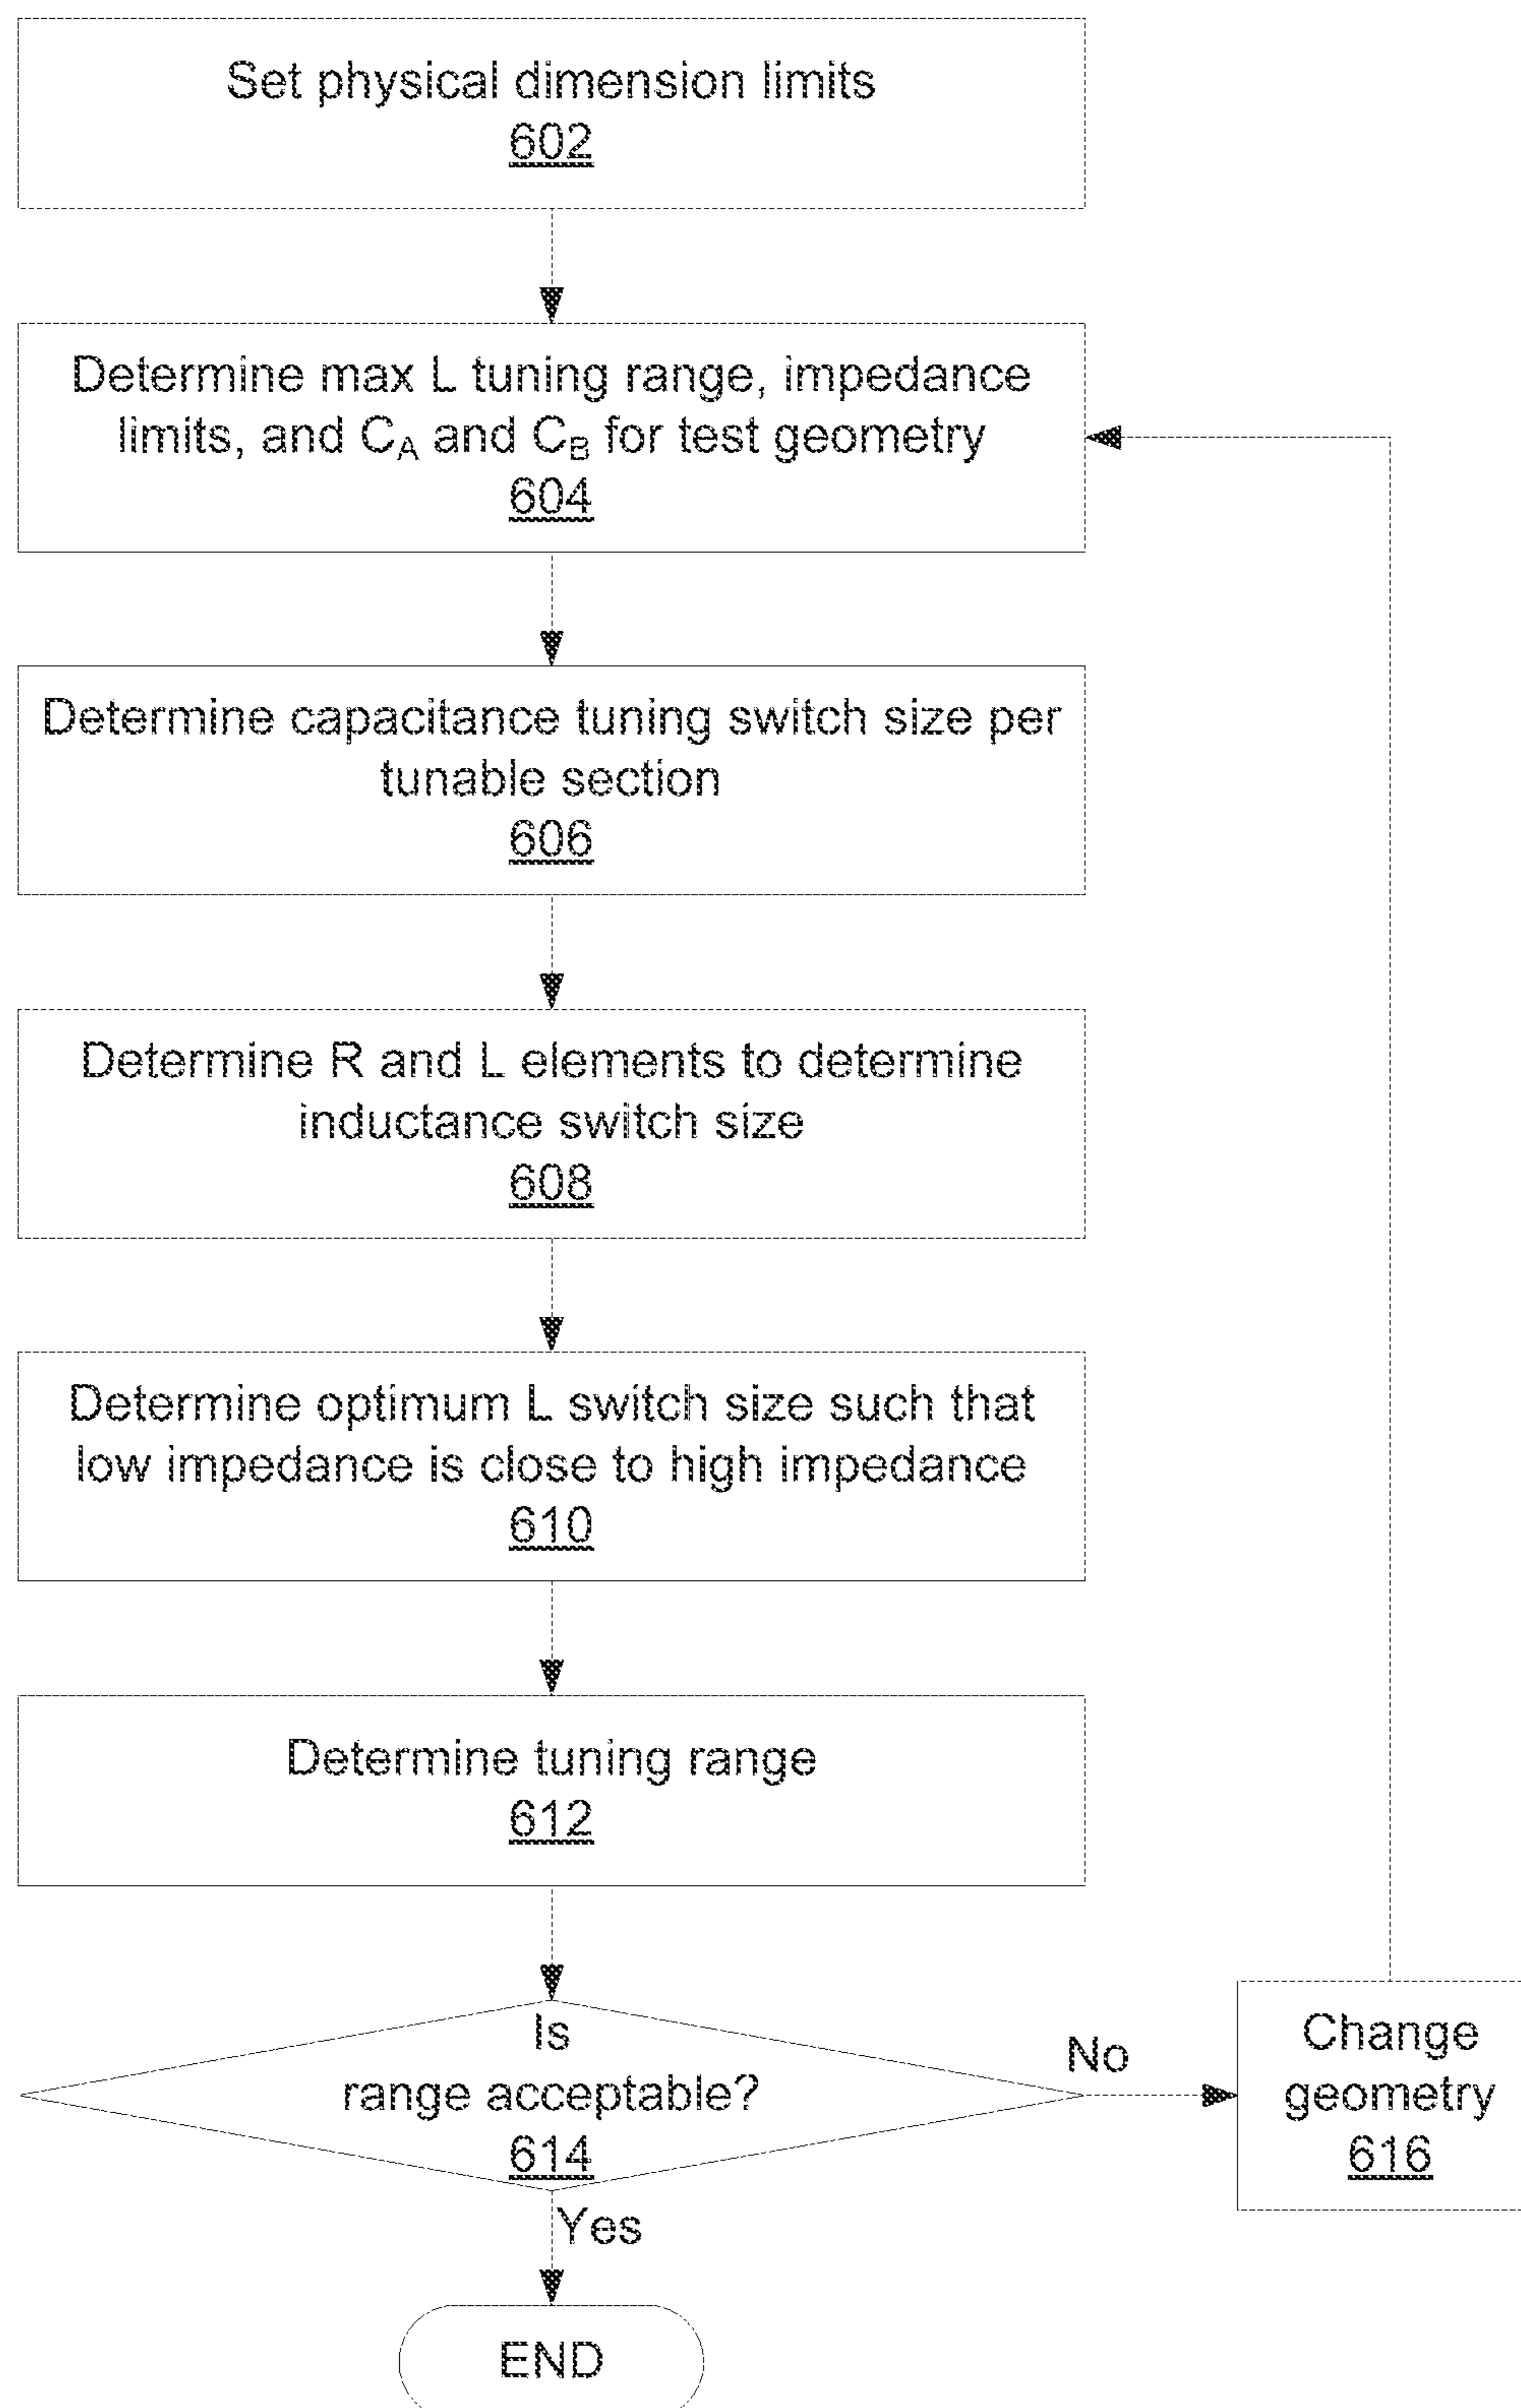 Set physical dimension limits
602
Determine max L tuning range, impedance
limits, and C_A and C_B for test geometry
604
Determine capacitance tuning switch size per
tunable section
606
Determine R and L elements to determine
inductance switch size
608
Determine optimum L switch size such that
low impedance is close to high impedance
610
Determine tuning range
612
Is
range acceptable?
614
No
Change
geometry
616
Yes
END